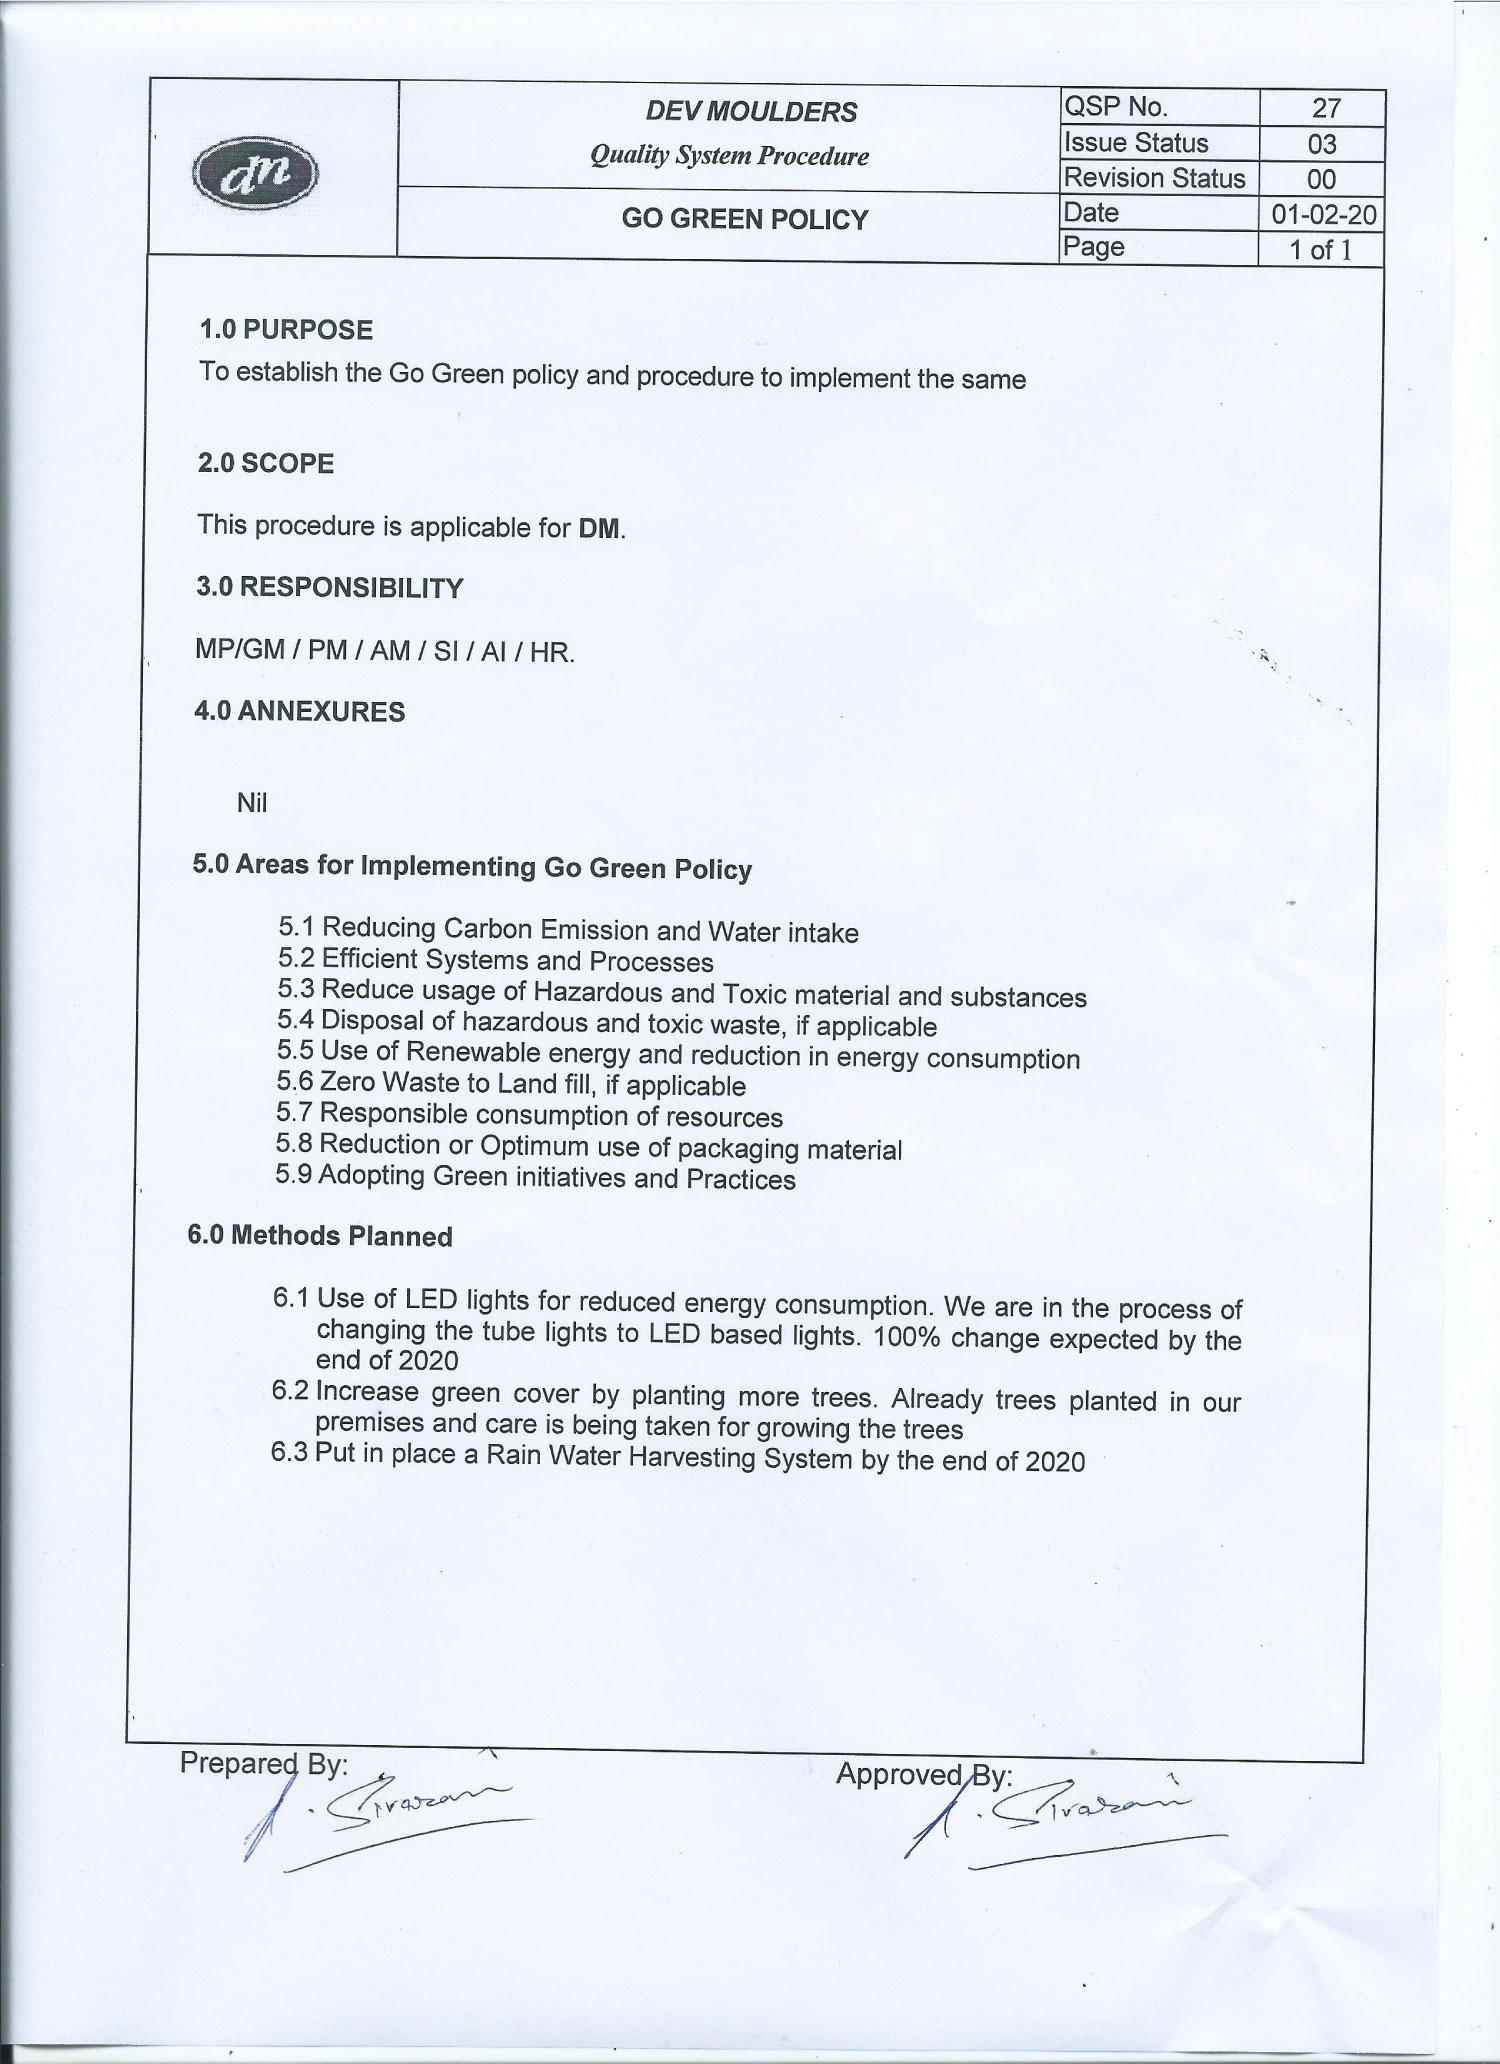 dm
DEV MOULDERS
Quality System Procedure
GO GREEN POLICY
QSP No. 27
Issue Status 03
Revision Status 00
Date 01-02-20
Page 1 of 1
1.0 PURPOSE
To establish the Go Green policy and procedure to implement the same
2.0 SCOPE
This procedure is applicable for DM.
3.0 RESPONSIBILITY
MP/GM / PM / AM / SI / AI / HR.
4.0 ANNEXURES
Nil
5.0 Areas for Implementing Go Green Policy
5.1 Reducing Carbon Emission and Water intake
5.2 Efficient Systems and Processes
5.3 Reduce usage of Hazardous and Toxic material and substances
5.4 Disposal of hazardous and toxic waste, if applicable
5.5 Use of Renewable energy and reduction in energy consumption
5.6 Zero Waste to Land fill, if applicable
5.7 Responsible consumption of resources
5.8 Reduction or Optimum use of packaging material
5.9 Adopting Green initiatives and Practices
6.0 Methods Planned
6.1 Use of LED lights for reduced energy consumption. We are in the process of
changing the tube lights to LED based lights. 100% change expected by the
end of 2020
6.2 Increase green cover by planting more trees. Already trees planted in our
premises and care is being taken for growing the trees
6.3 Put in place a Rain Water Harvesting System by the end of 2020
Prepared By:
Approved By: